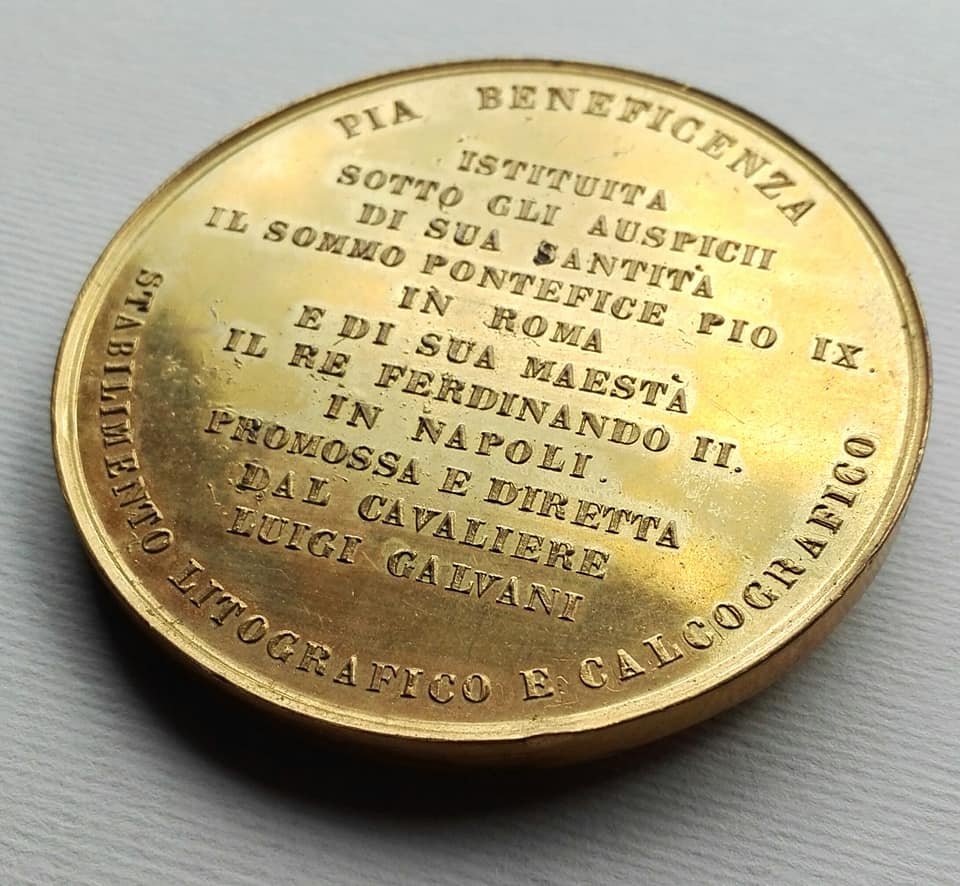 PIA BENEFICENZA
ISTITUITA
SOTTO GLI AUSPICII
DI SUA SANTITÀ
IL SOMMO PONTEFICE PIO IX.
IN ROMA
E DI SUA MAESTÀ
IL RE FERDINANDO II.
IN NAPOLI.
PROMOSSA E DIRETTA
DAL CAVALIERE
LUIGI GALVANI
STABILIMENTO LITOGRAFICO E CALCOGRAFICO